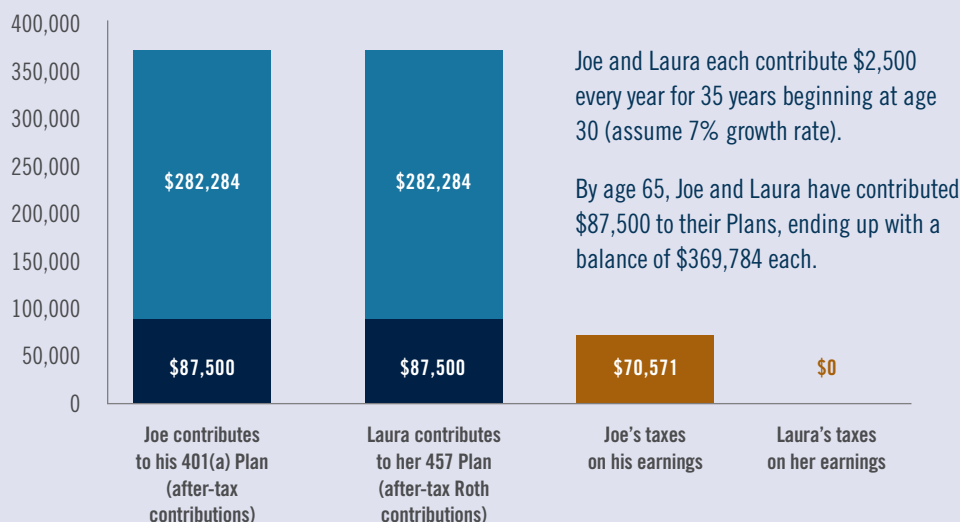 400,000
350,000
300,000
250,000
200,000
150,000
100,000
50,000
0
$282,284
$87,500
$282,284
$87,500
$70,571
$0
Joe and Laura each contribute $2,500
every year for 35 years beginning at age
30 (assume 7% growth rate).
By age 65, Joe and Laura have contributed
$87,500 to their Plans, ending up with a
balance of $369,784 each.
Joe contributes
to his 401(a) Plan
(after-tax
contributions)
Laura contributes
to her 457 Plan
(after-tax Roth
contributions)
Joe’s taxes
on his earnings
Laura’s taxes
on her earnings